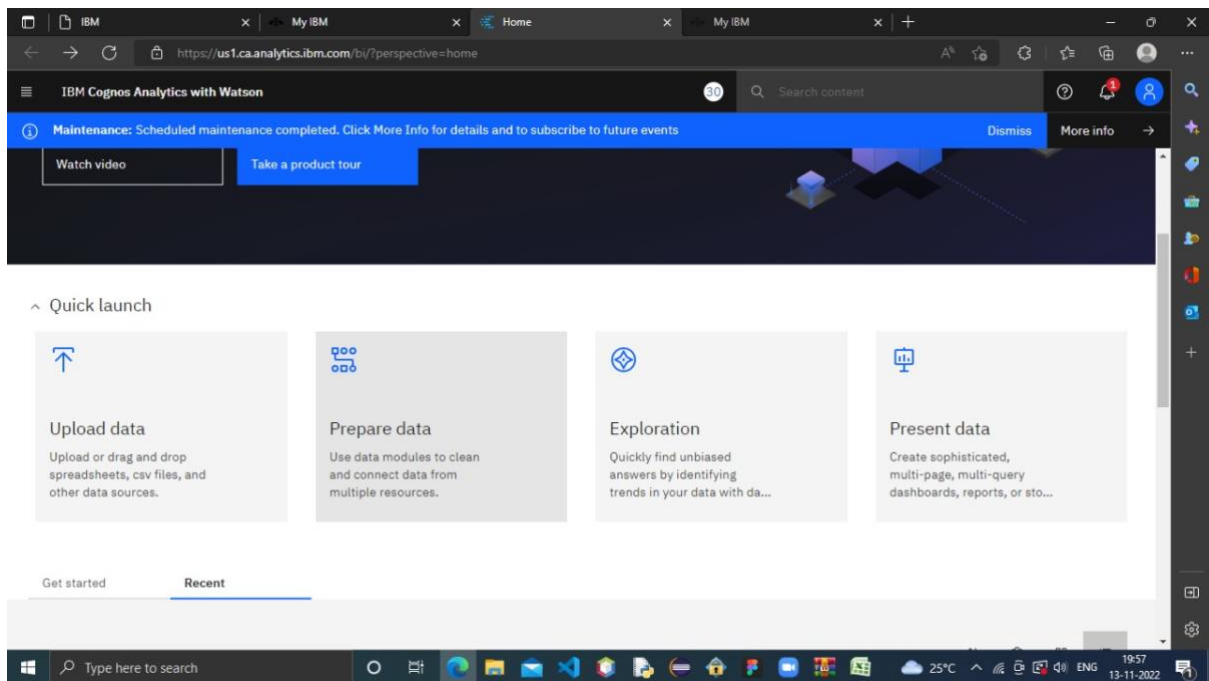 IBM
My IBM
Home
My IBM
https://us1.ca.analytics.ibm.com/bi/?perspective=home
IBM Cognos Analytics with Watson
30
Search content
1
Maintenance: Scheduled maintenance completed. Click More Info for details and to subscribe to future events
Dismiss
More info
Watch video
Take a product tour
Quick launch
Upload data
Upload or drag and drop
spreadsheets, csv files, and
other data sources.
Prepare data
Use data modules to clean
and connect data from
multiple resources.
Exploration
Quickly find unbiased
answers by identifying
trends in your data with da...
Present data
Create sophisticated,
multi-page, multi-query
dashboards, reports, or sto...
Get started
Recent
Type here to search
25°C
ENG
19:57
13-11-2022
1